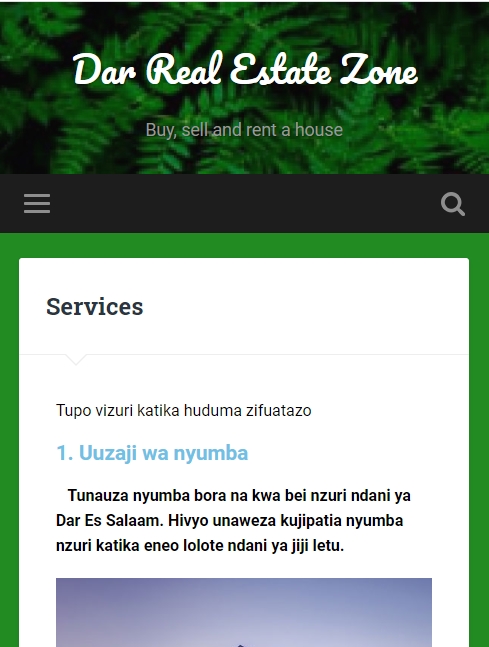 Dar Real Estate Zone
Buy, sell and rent a house
Services
Tupo vizuri katika huduma zifuatazo
1. Uuzaji wa nyumba
Tunauza nyumba bora na kwa bei nzuri ndani ya
Dar Es Salaam. Hivyo unaweza kujipatia nyumba
nzuri katika eneo lolote ndani ya jiji letu.